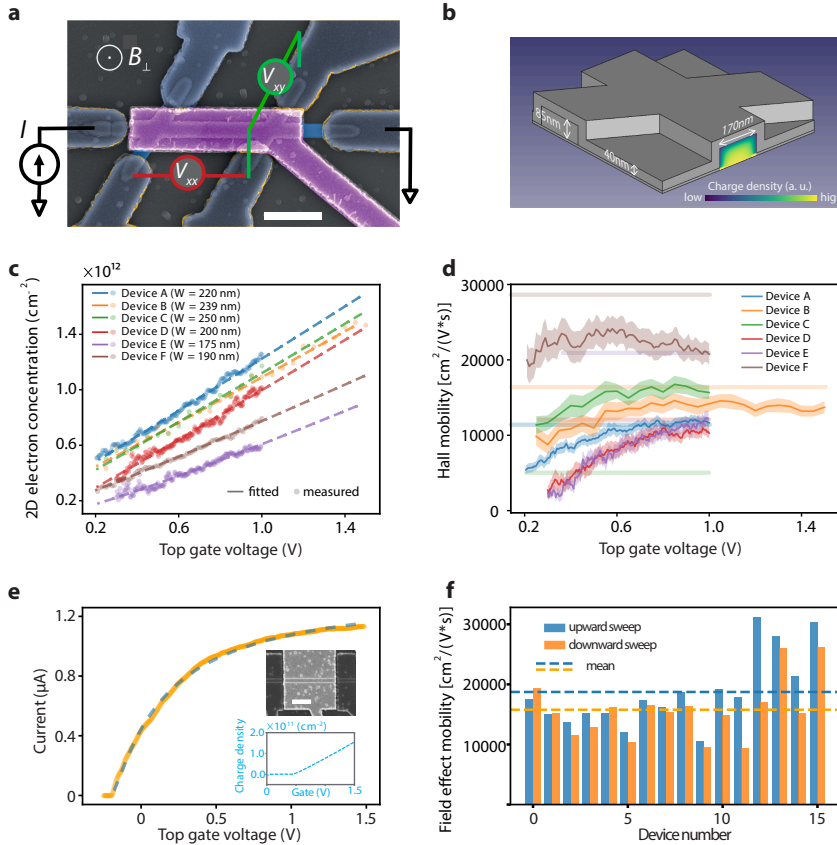 a
B⊥
Vxy
I
Vxx
b
85nm
170nm
40nm
Charge density (a. u.)
low
high
c
×10¹²
2D electron concentration (cm⁻²)
Device A (W = 220 nm)
Device B (W = 239 nm)
Device C (W = 250 nm)
Device D (W = 200 nm)
Device E (W = 175 nm)
Device F (W = 190 nm)
1.4
1.0
0.6
0.2
fitted
measured
0.2 0.6 1.0 1.4
Top gate voltage (V)
d
Hall mobility [cm²/(V*s)]
30000
20000
10000
0
Device A
Device B
Device C
Device D
Device E
Device F
0.2 0.6 1.0 1.4
Top gate voltage (V)
e
Current (μA)
1.2
0.8
0.4
0
×10¹¹ (cm⁻²)
Charge density
2.0
1.0
0.0
0 1.5
Gate (V)
0 0.5 1.0 1.5
Top gate voltage (V)
f
Field effect mobility [cm²/(V*s)]
30000
20000
10000
upward sweep
downward sweep
mean
0 5 10 15
Device number